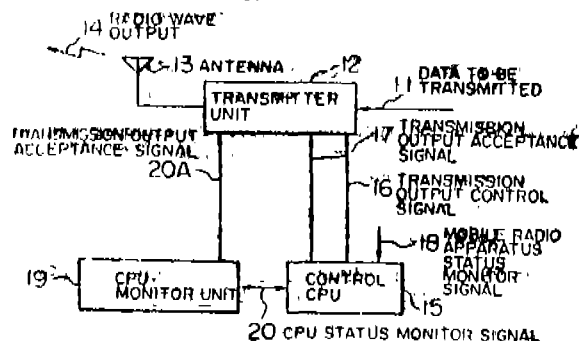 14 RADIO WAVE
OUTPUT
13 ANTENNA
12
TRANSMITTER
UNIT
11
DATA TO BE
TRANSMITTED
TRANSMISSION OUTPUT
ACCEPTANCE SIGNAL
20A
17 TRANSMISSION
OUTPUT ACCEPTANCE
SIGNAL
16 TRANSMISSION
OUTPUT CONTROL
SIGNAL
18 MOBILE RADIO
APPARATUS
STATUS
MONITOR
SIGNAL
19
CPU
MONITOR UNIT
CONTROL
CPU
15
20 CPU STATUS MONITOR SIGNAL